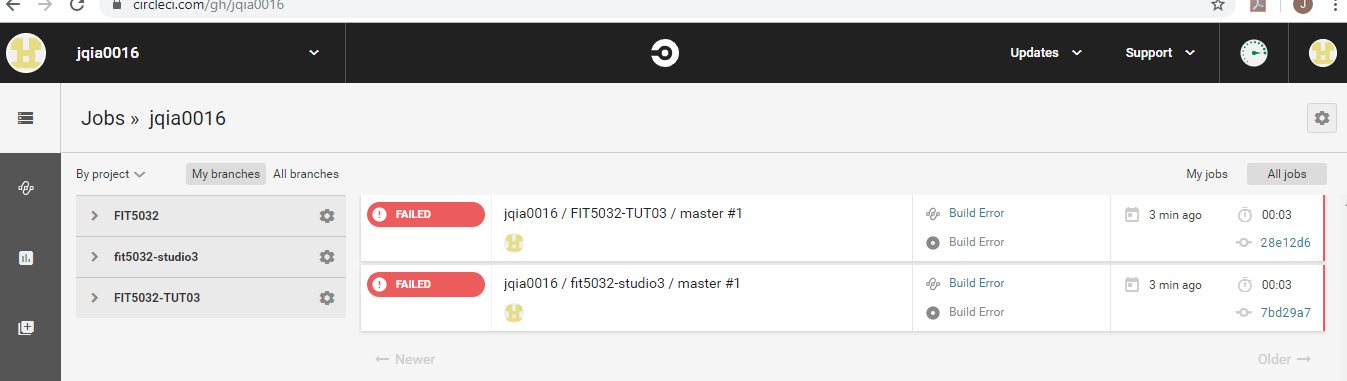 circleci.com/gh/jqia0016
J
jqia0016
Updates
Support
Jobs » jqia0016
By project
My branches
All branches
My jobs
All jobs
FIT5032
fit5032-studio3
FIT5032-TUT03
FAILED
jqia0016 / FIT5032-TUT03 / master #1
Build Error
Build Error
3 min ago
00:03
28e12d6
FAILED
jqia0016 / fit5032-studio3 / master #1
Build Error
Build Error
3 min ago
00:03
7bd29a7
← Newer
Older →